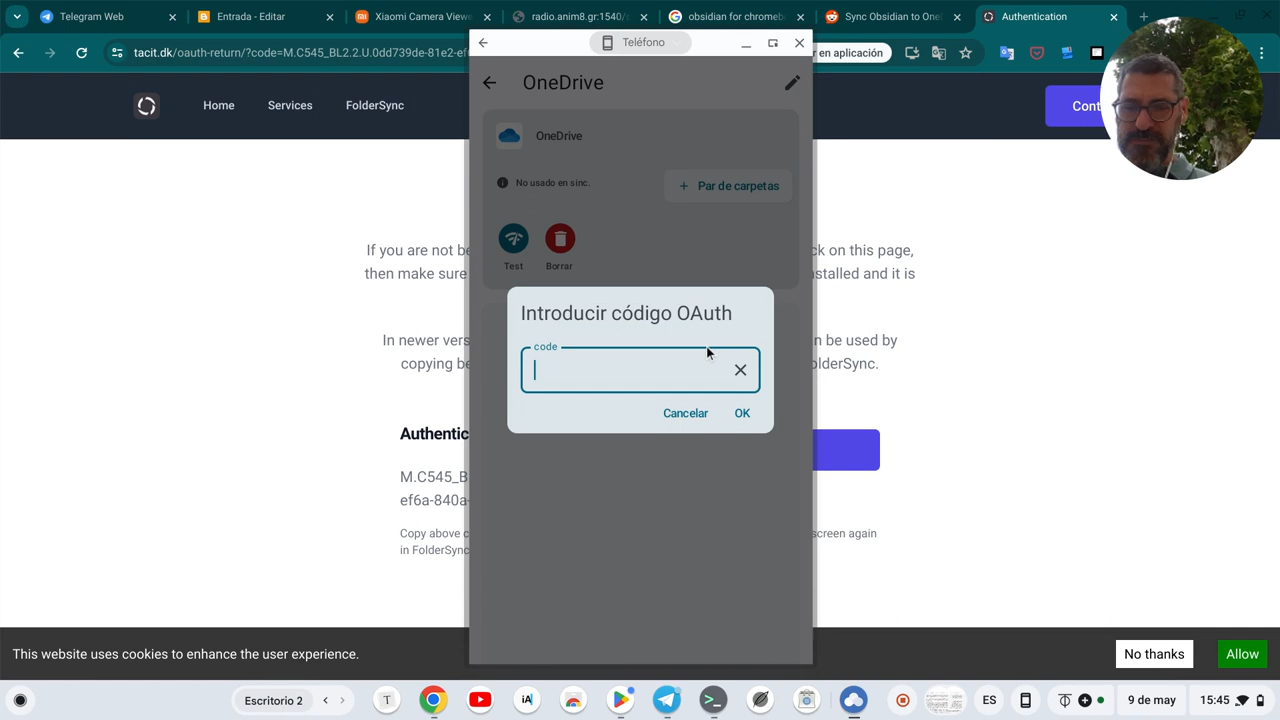 Telegram Web
Entrada - Editar
Xiaomi Camera Viewe
radio.anim8.gr:1540/s
obsidian for chromeb
Sync Obsidian to Onel
Authentication
tacit.dk/oauth-return/?code=M.C545_BL2.2.U.0dd739de-81e2-ef
r en aplicación
Home
Services
FolderSync
Cont
Teléfono
OneDrive
OneDrive
No usado en sinc.
+ Par de carpetas
Test
Borrar
Introducir código OAuth
code
Cancelar
OK
If you are not be
ck on this page,
then make sure
nstalled and it is
In newer vers
n be used by
copying be
olderSync.
Authentic
M.C545_B
ef6a-840a-
Copy above c
screen again
in FolderSync
This website uses cookies to enhance the user experience.
No thanks
Allow
Escritorio 2
T
iA
ES
9 de may
15:45